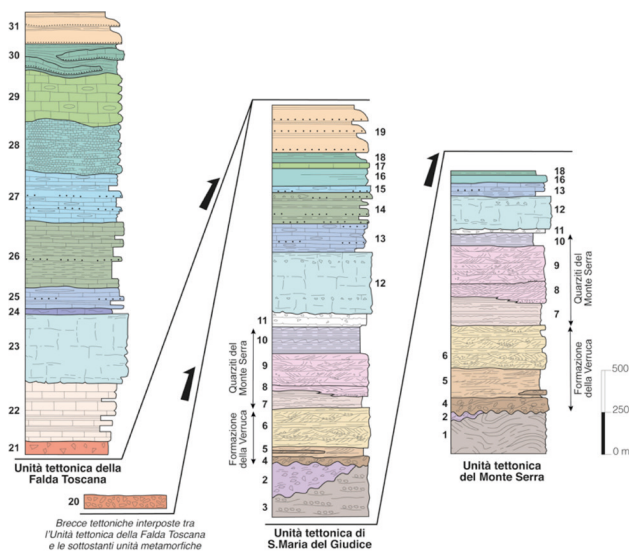 31
30
29
28
27
26
25
24
23
22
21
Unità tettonica della
Falda Toscana
20
Brecce tettoniche interposte tra
l'Unità tettonica della Falda Toscana
e le sottostanti unità metamorfiche
19
18
17
16
15
14
13
12
11
10
9
8
7
6
5
4
2
3
Quarziti del
Monte Serra
Formazione
della Verruca
Unità tettonica di
S.Maria del Giudice
18
16
13
12
11
10
9
8
7
6
5
4
2
1
Quarziti del
Monte Serra
Formazione
della Verruca
Unità tettonica
del Monte Serra
500
250
0 m